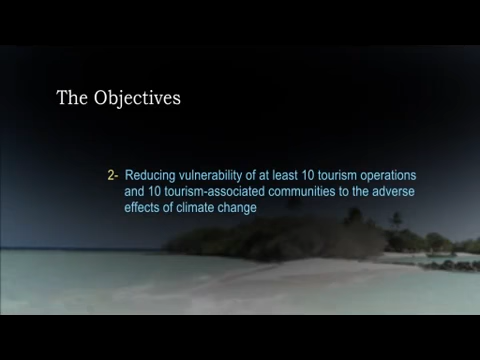 The Objectives
2- Reducing vulnerability of at least 10 tourism operations
and 10 tourism-associated communities to the adverse
effects of climate change